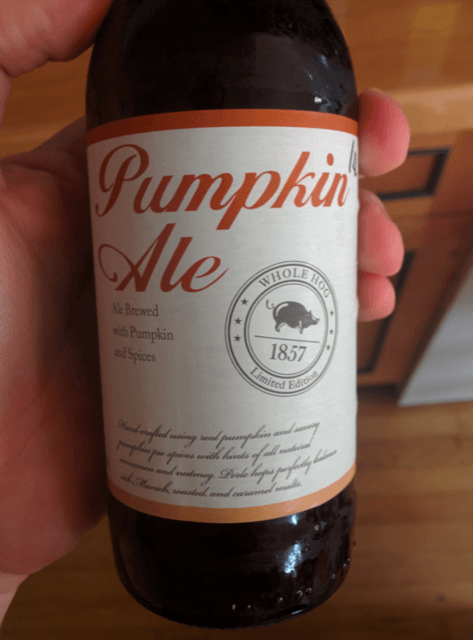 Pumpkin
Ale
Ale Brewed
with Pumpkin
and Spices
WHOLE HOG
1857
Limited Edition
Hand-crafted using real pumpkin and savory
pumpkin pie spices with hints of all natural
cinnamon and nutmeg. Perle hops perfectly balance
rich Munich, roasted, and caramel malts.